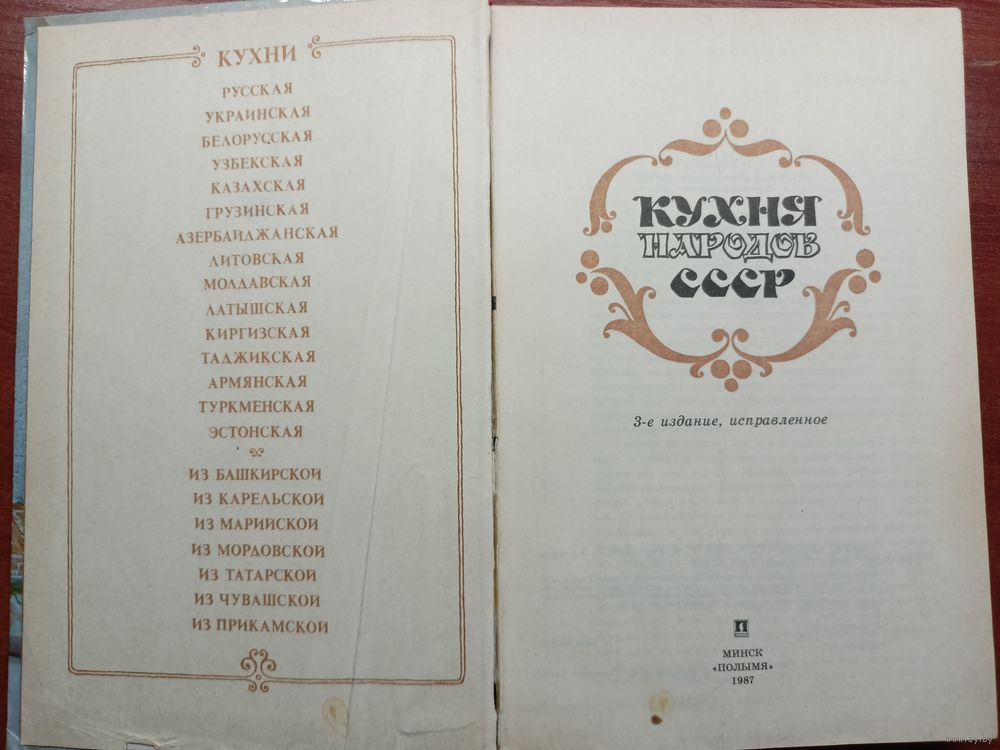 КУХНИ
РУССКАЯ
УКРАИНСКАЯ
БЕЛОРУССКАЯ
УЗБЕКСКАЯ
КАЗАХСКАЯ
ГРУЗИНСКАЯ
АЗЕРБАЙДЖАНСКАЯ
ЛИТОВСКАЯ
МОЛДАВСКАЯ
ЛАТЫШСКАЯ
КИРГИЗСКАЯ
ТАДЖИКСКАЯ
АРМЯНСКАЯ
ТУРКМЕНСКАЯ
ЭСТОНСКАЯ
ИЗ БАШКИРСКОЙ
ИЗ КАРЕЛЬСКОЙ
ИЗ МАРИЙСКОЙ
ИЗ МОРДОВСКОЙ
ИЗ ТАТАРСКОЙ
ИЗ ЧУВАШСКОЙ
ИЗ ПРИКАМСКОЙ
КУХНЯ
НАРОДОВ
СССР
3-е издание, исправленное
МИНСК
«ПОЛЫМЯ»
1987